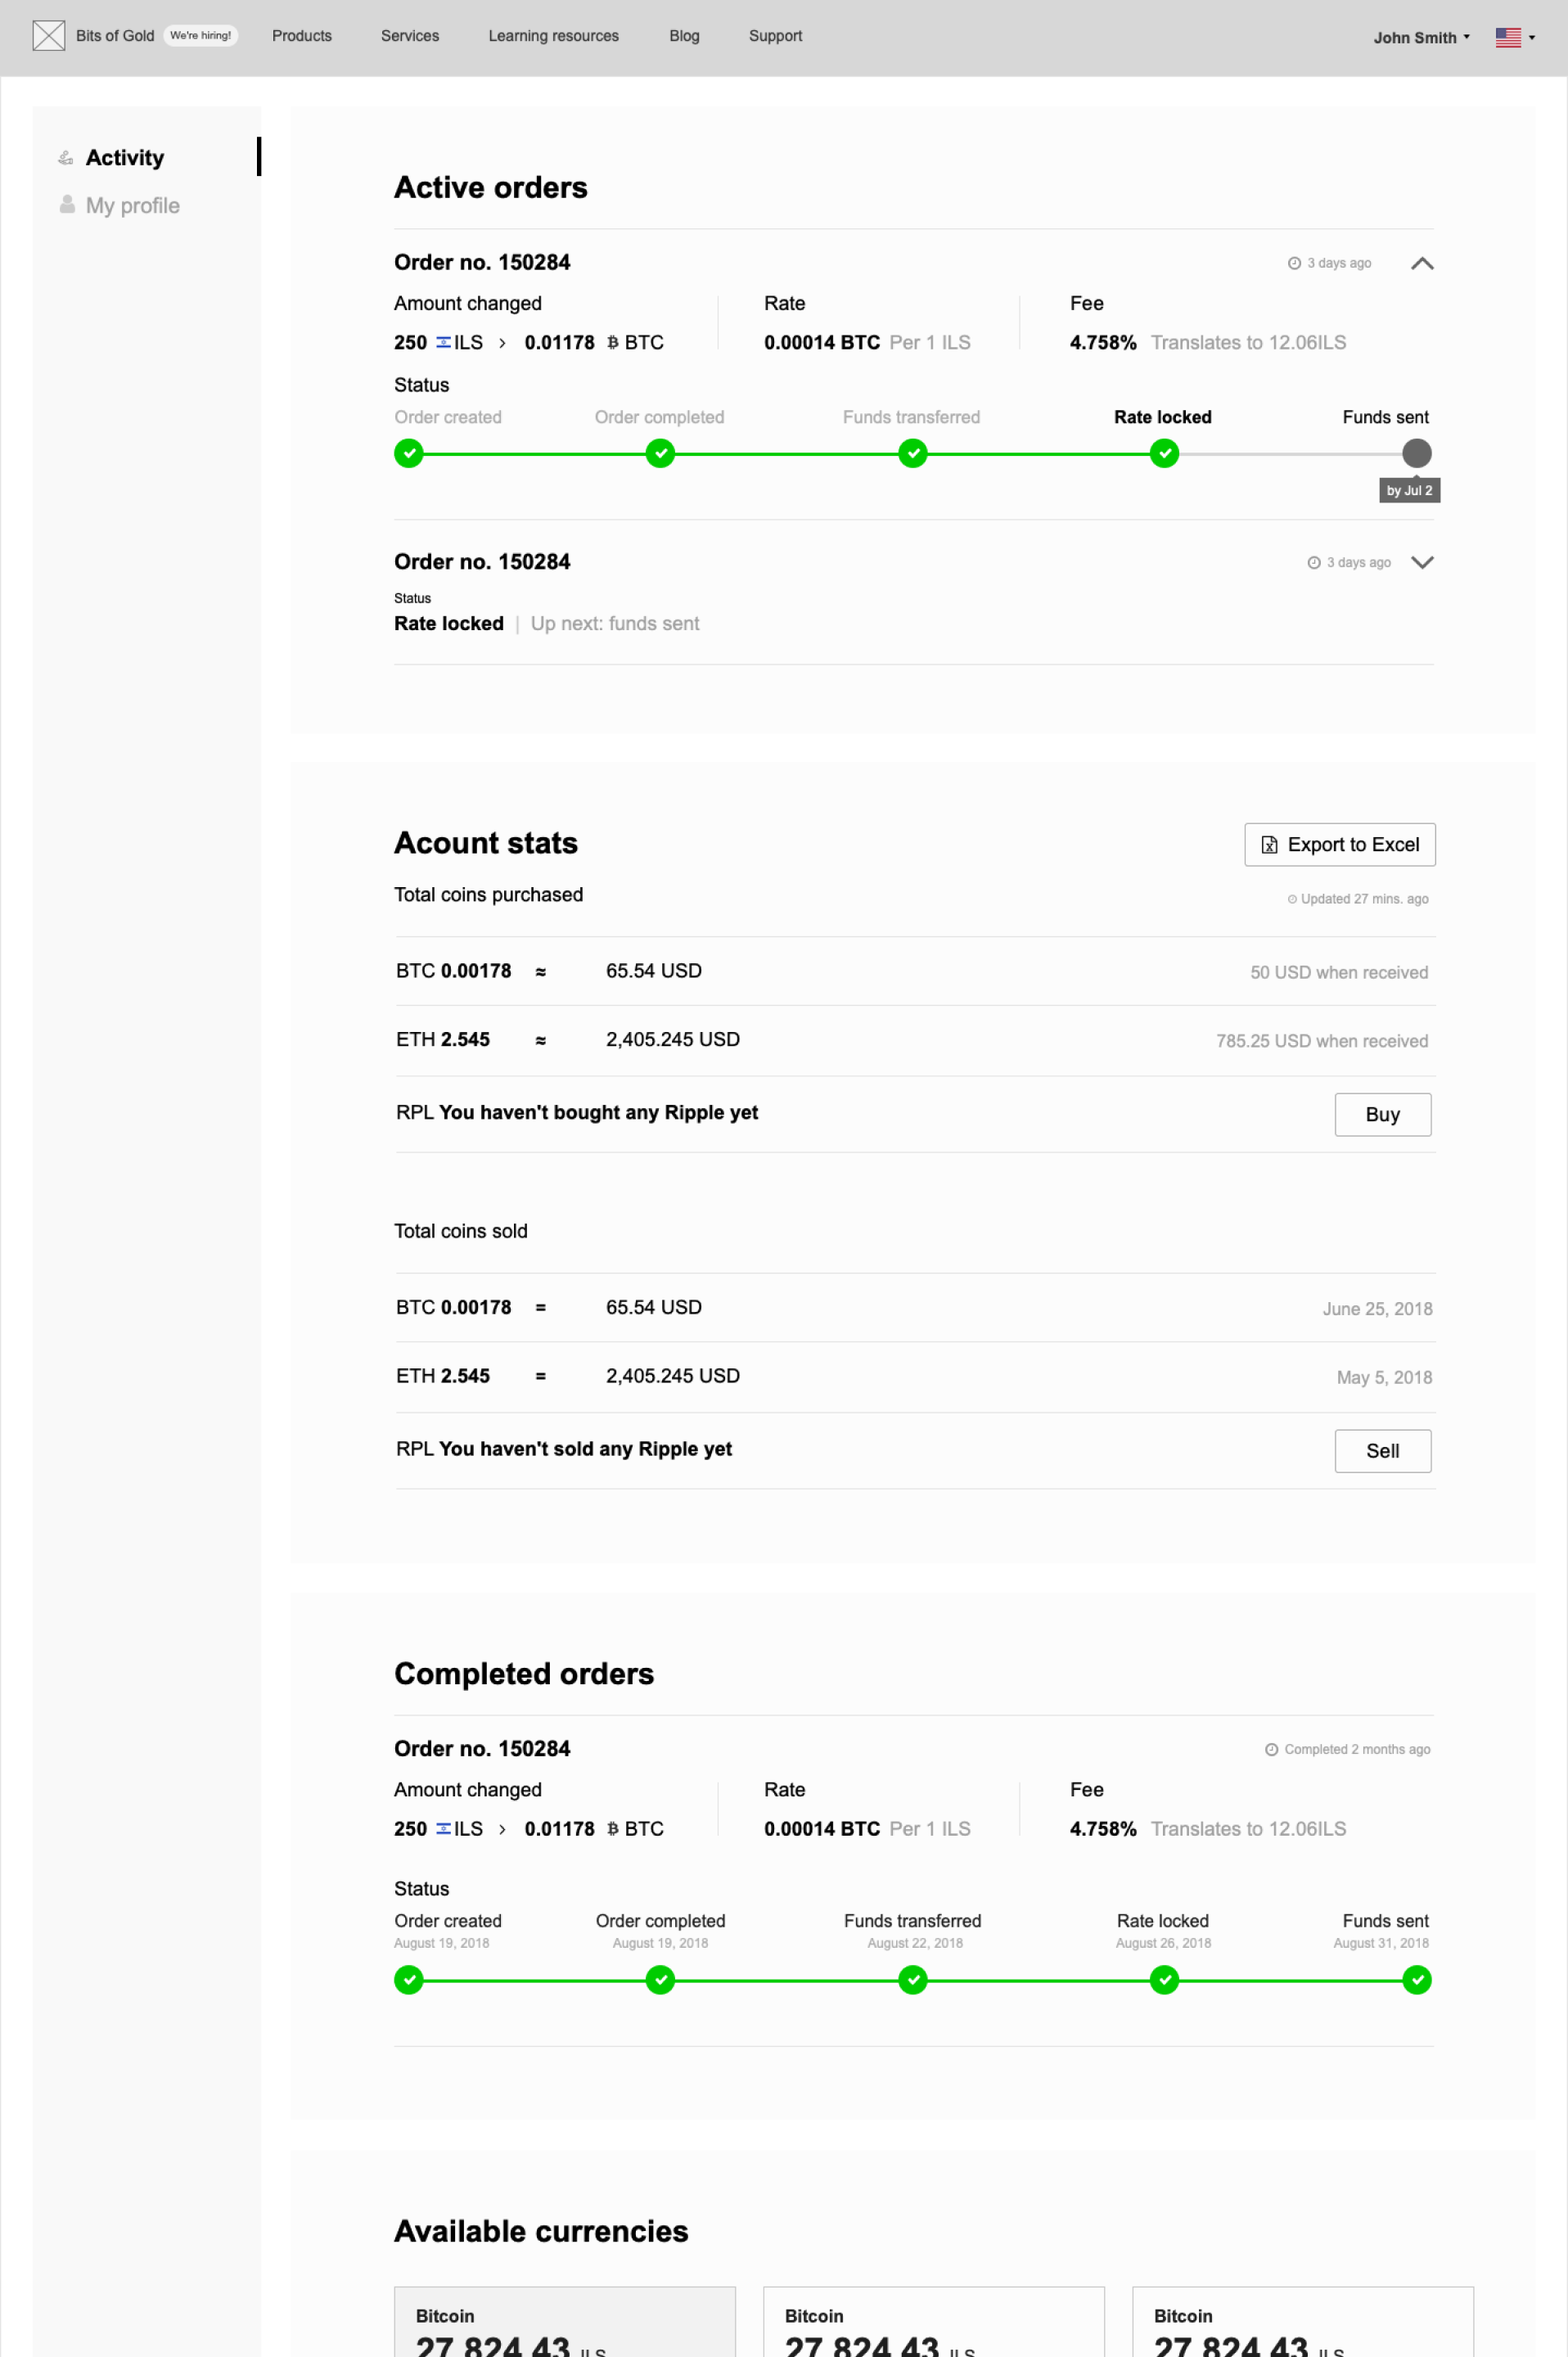 Bits of Gold We're hiring! Products Services Learning resources Blog Support John Smith
Activity
My profile
Active orders
Order no. 150284 3 days ago
Amount changed Rate Fee
250 ILS > 0.01178 BTC 0.00014 BTC Per 1 ILS 4.758% Translates to 12.06ILS
Status
Order created Order completed Funds transferred Rate locked Funds sent
by Jul 2
Order no. 150284 3 days ago
Status
Rate locked | Up next: funds sent
Acount stats Export to Excel
Total coins purchased Updated 27 mins. ago
BTC 0.00178 ≈ 65.54 USD 50 USD when received
ETH 2.545 ≈ 2,405.245 USD 785.25 USD when received
RPL You haven't bought any Ripple yet Buy
Total coins sold
BTC 0.00178 = 65.54 USD June 25, 2018
ETH 2.545 = 2,405.245 USD May 5, 2018
RPL You haven't sold any Ripple yet Sell
Completed orders
Order no. 150284 Completed 2 months ago
Amount changed Rate Fee
250 ILS > 0.01178 BTC 0.00014 BTC Per 1 ILS 4.758% Translates to 12.06ILS
Status
Order created Order completed Funds transferred Rate locked Funds sent
August 19, 2018 August 19, 2018 August 22, 2018 August 26, 2018 August 31, 2018
Available currencies
Bitcoin Bitcoin Bitcoin
27,824.43 ILS 27,824.43 ILS 27,824.43 ILS